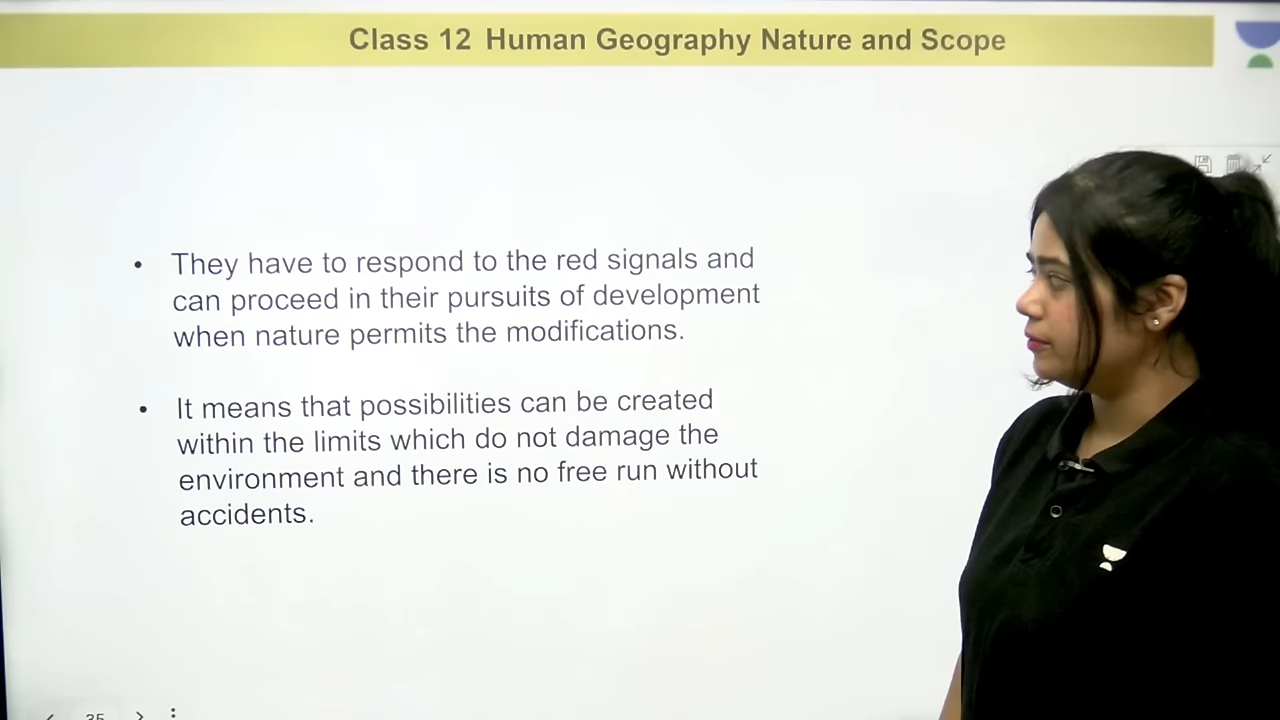 Class 12 Human Geography Nature and Scope
• They have to respond to the red signals and
can proceed in their pursuits of development
when nature permits the modifications.
• It means that possibilities can be created
within the limits which do not damage the
environment and there is no free run without
accidents.
35